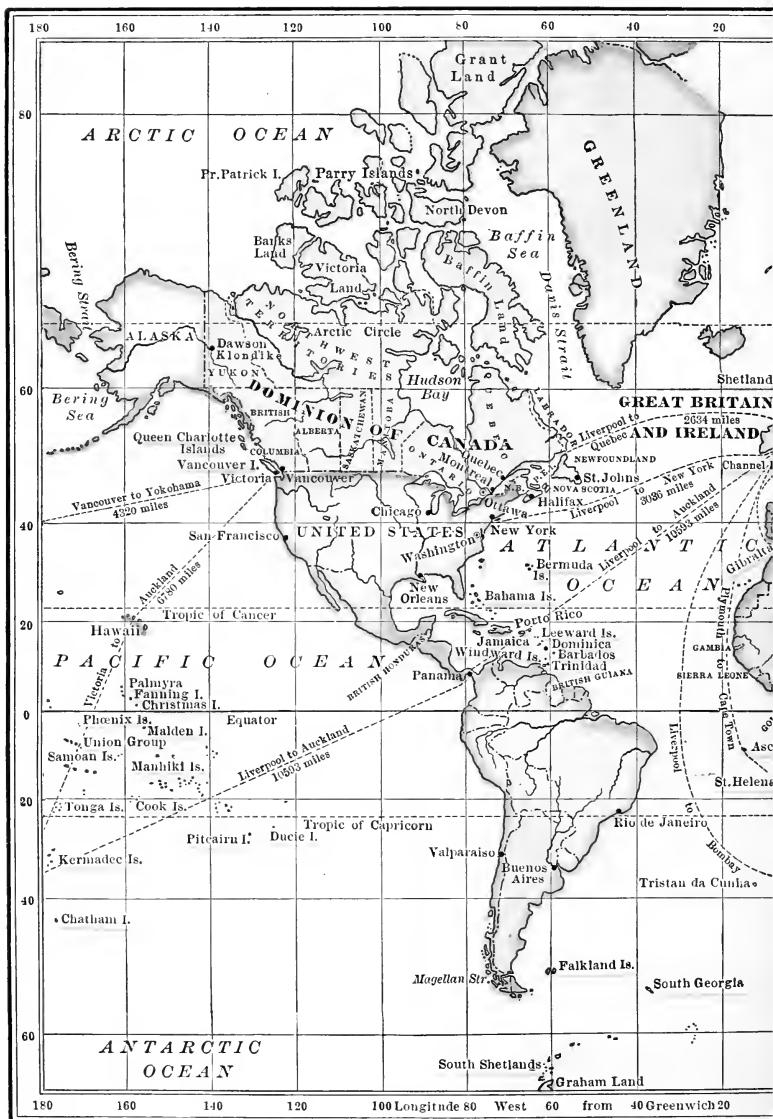 180 160 140 120 100 80 60 40 20
Grant
Land
80
ARCTIC OCEAN
GREENLAND
Pr. Patrick I.
Parry Islands
North Devon
Banks
Land
Victoria
Land
Baffin
Sea
Baffin Land
Davis Strait
Bering Strait
ALASKA
NORTHWEST
TERRITORIES
Arctic Circle
Dawson
Klondike
YUKON
Hudson
Bay
60
Bering
Sea
Shetland
DOMINION OF
CANADA
QUEBEC
LABRADOR
GREAT BRITAIN
AND IRELAND
Liverpool to
Quebec
2634 miles
BRITISH
COLUMBIA
ALBERTA
SASKATCHEWAN
MANITOBA
ONTARIO
Queen Charlotte
Islands
Vancouver I.
Victoria
Vancouver
Quebec
Montreal
Ottawa
NEWFOUNDLAND
St. Johns
N.B.
P.E.I.
NOVA SCOTIA
Halifax
Channel I
Liverpool to New York
3036 miles
Liverpool to Auckland
10593 miles
Vancouver to Yokohama
4320 miles
40
Chicago
San Francisco
UNITED STATES
Washington
New York
ATLANTIC
OCEAN
Gibraltar
Bermuda
Is.
New
Orleans
Bahama Is.
Victoria to Auckland
6780 miles
Tropic of Cancer
Hawaii
20
Porto Rico
Jamaica
Leeward Is.
Dominica
Windward Is.
Barbados
Trinidad
BRITISH HONDURAS
BRITISH GUIANA
Panama
GAMBIA
SIERRA LEONE
Plymouth to Cape Town
PACIFIC OCEAN
Palmyra
Fanning I.
Christmas I.
0
Phœnix Is.
Malden I.
Equator
Union Group
Samoan Is.
Manhiki Is.
Liverpool to Auckland
10593 miles
Liverpool to Bombay
GO
Asc
St. Helena
20
Tonga Is.
Cook Is.
Tropic of Capricorn
Pitcairn I.
Ducie I.
Rio de Janeiro
Kermadec Is.
Valparaiso
Buenos
Aires
Tristan da Cunha
40
Chatham I.
Magellan Str.
Falkland Is.
South Georgia
60
ANTARCTIC
OCEAN
South Shetlands
Graham Land
180 160 140 120 100 Longitude 80 West 60 from 40 Greenwich 20